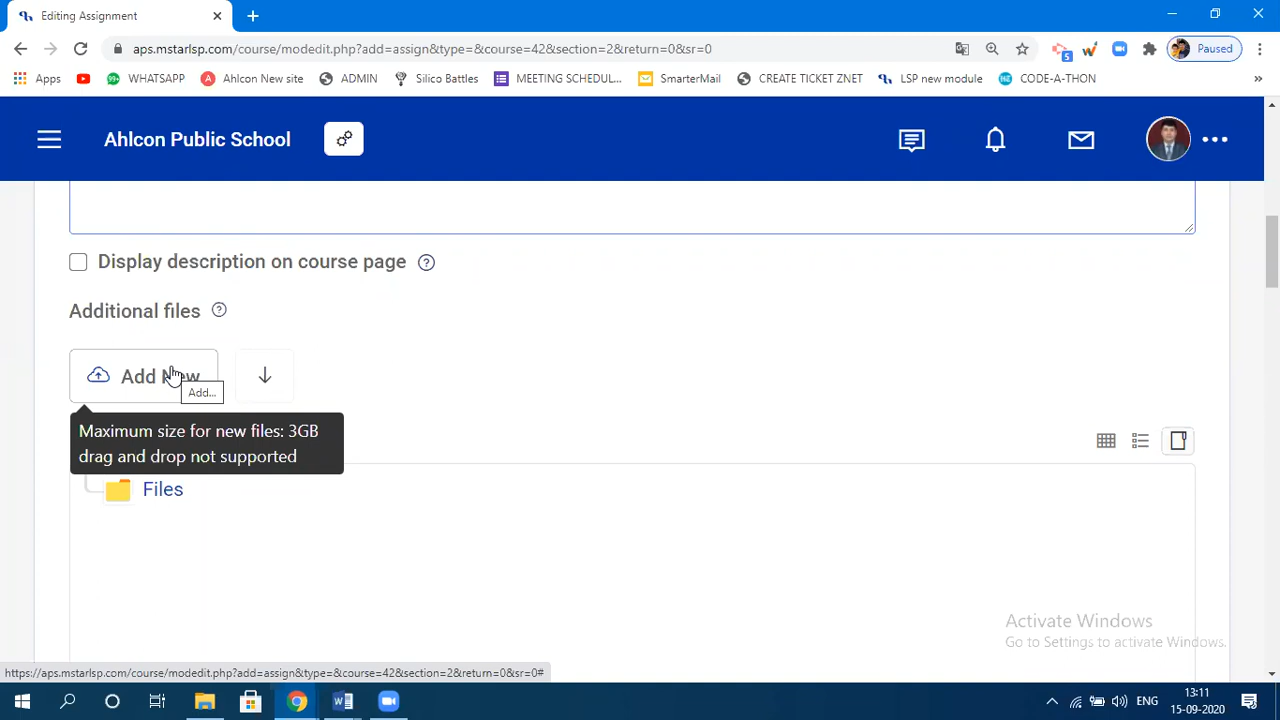 Editing Assignment
aps.mstarlsp.com/course/modedit.php?add=assign&type=&course=42&section=2&return=0&sr=0
5
Paused
Apps
99+
WHATSAPP
Ahlcon New site
ADMIN
Silico Battles
MEETING SCHEDUL...
SmarterMail
CREATE TICKET ZNET
LSP new module
CODE-A-THON
»
Ahlcon Public School
Display description on course page ?
Additional files ?
Add New
Add...
Maximum size for new files: 3GB
drag and drop not supported
Files
Activate Windows
Go to Settings to activate Windows.
https://aps.mstarlsp.com/course/modedit.php?add=assign&type=&course=42&section=2&return=0&sr=0#
ENG
13:11
15-09-2020